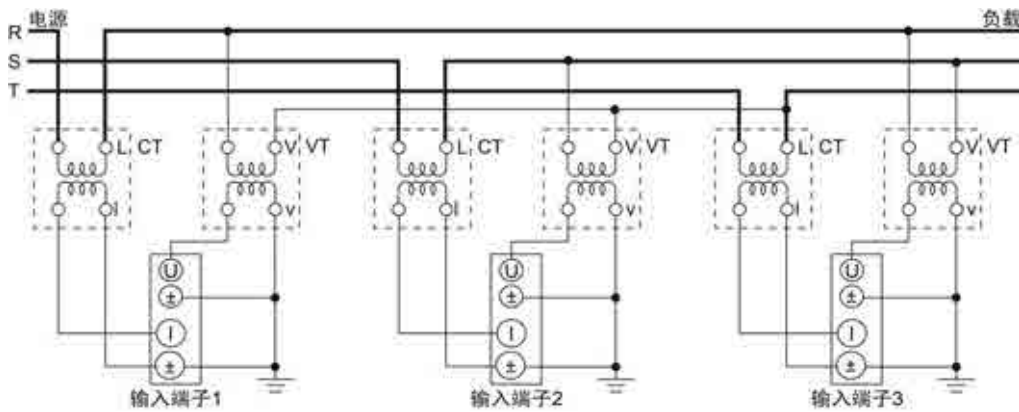 电源 负载
R
S
T
L CT V VT L CT V VT L CT V VT
l v l v l v
U U U
± ± ±
I I I
± ± ±
输入端子1 输入端子2 输入端子3